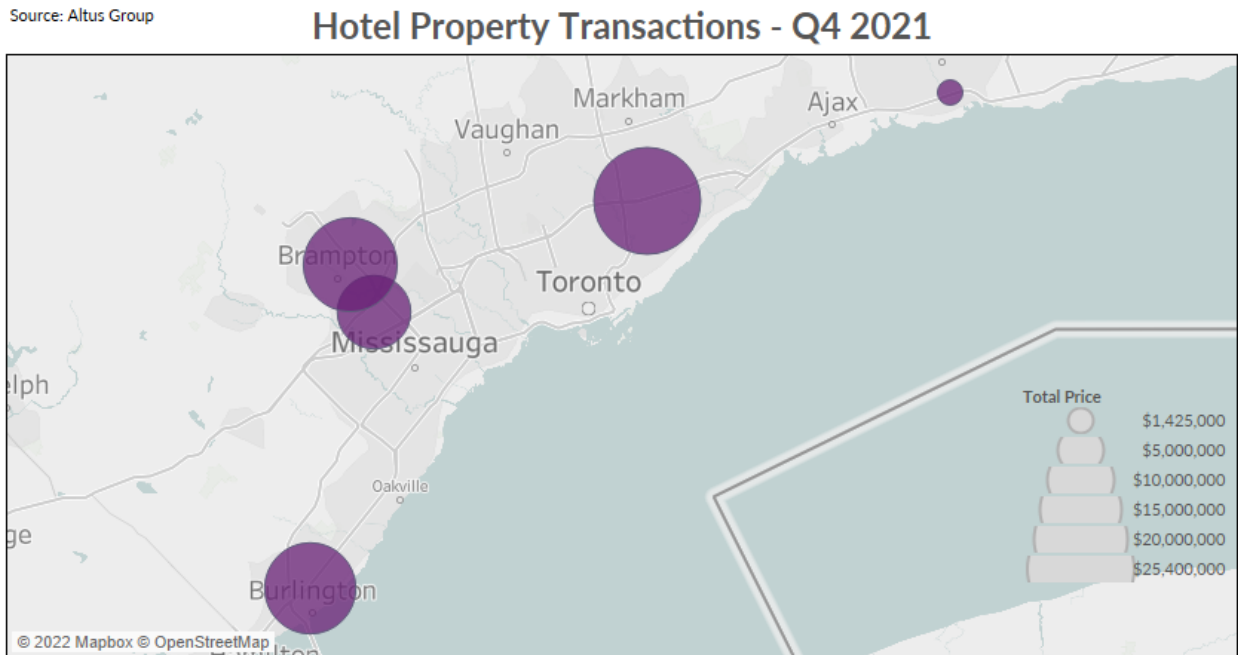 Source: Altus Group
Hotel Property Transactions - Q4 2021
Markham
Ajax
Vaughan
Brampton
Toronto
Mississauga
elph
Total Price
$1,425,000
$5,000,000
$10,000,000
$15,000,000
$20,000,000
$25,400,000
Oakville
ge
Burlington
© 2022 Mapbox © OpenStreetMap